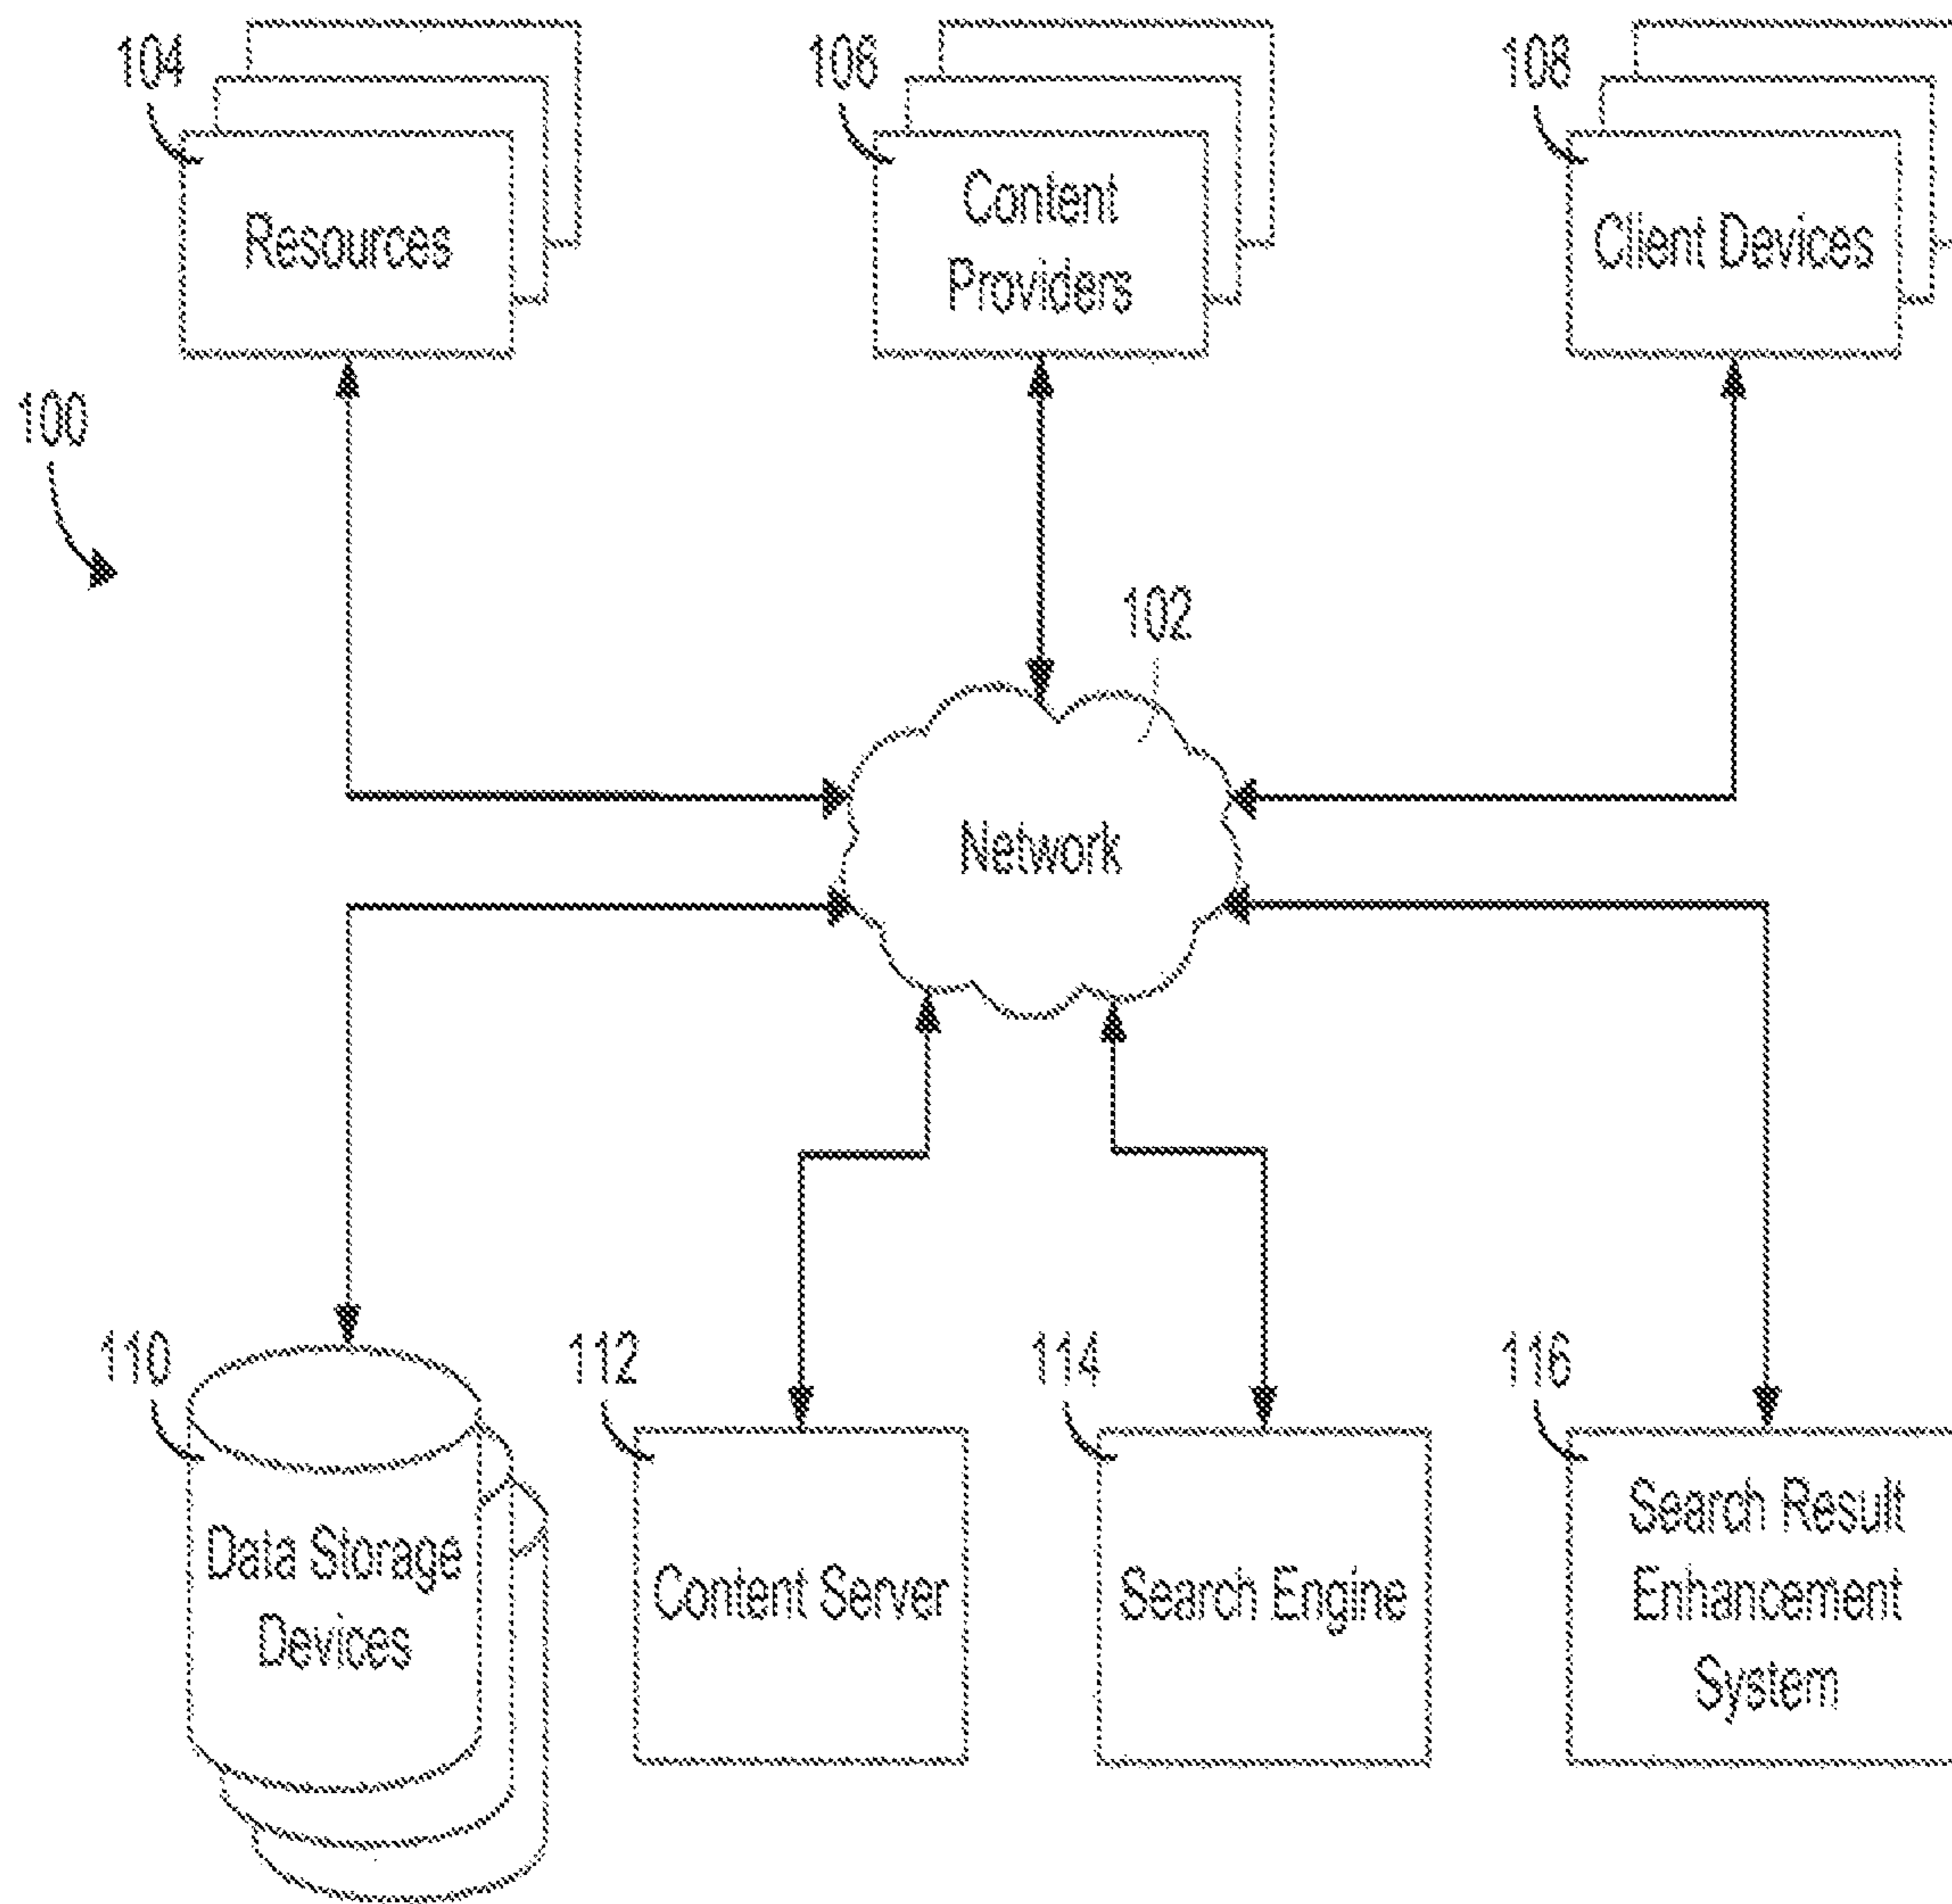 104
106
108
Resources
Content
Providers
Client Devices
100
102
Network
110
112
114
116
Data Storage
Devices
Content Server
Search Engine
Search Result
Enhancement
System